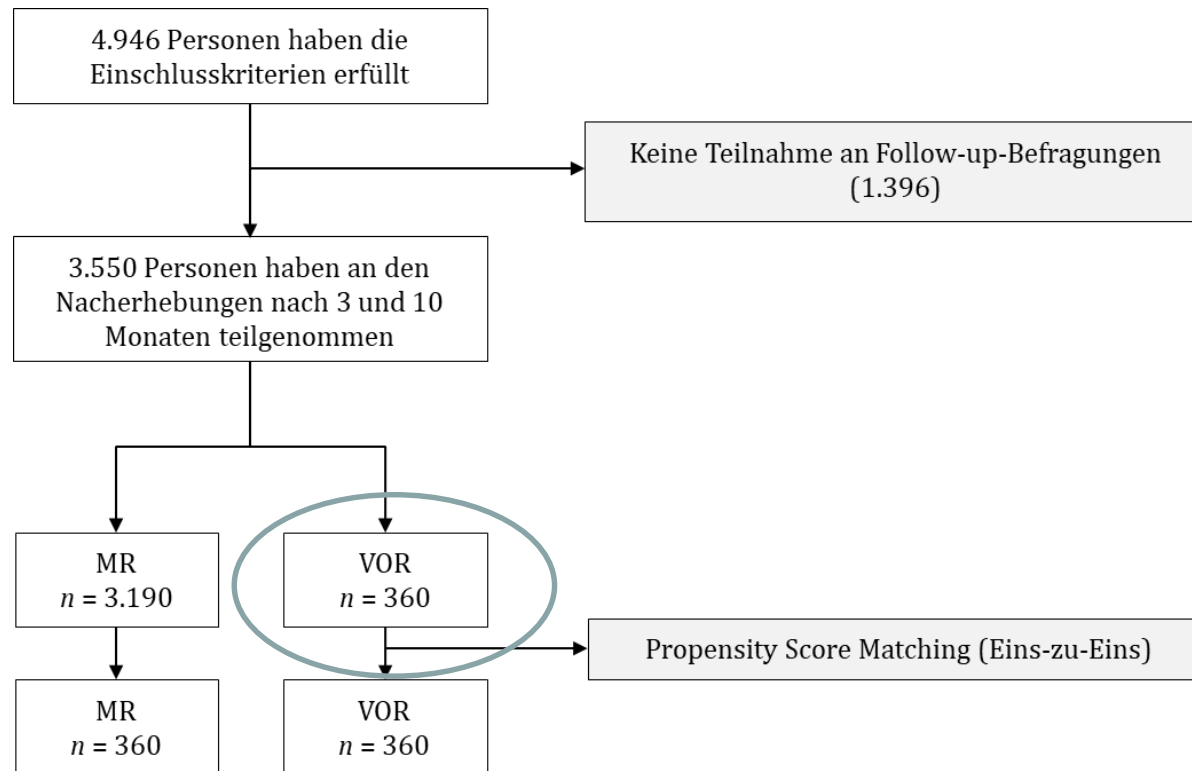 4.946 Personen haben die
Einschlusskriterien erfüllt
Keine Teilnahme an Follow-up-Befragungen
(1.396)
3.550 Personen haben an den
Nacherhebungen nach 3 und 10
Monaten teilgenommen
MR
n = 3.190
VOR
n = 360
Propensity Score Matching (Eins-zu-Eins)
MR
n = 360
VOR
n = 360